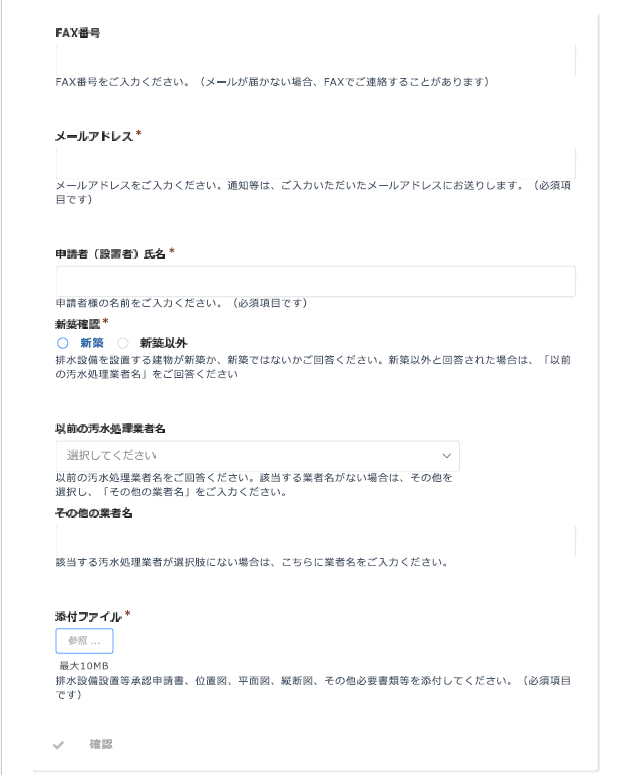 FAX番号
FAX番号をご入力ください。（メールが届かない場合、FAXでご連絡することがあります）
メールアドレス*
メールアドレスをご入力ください。通知等は、ご入力いただいたメールアドレスにお送りします。（必須項
目です）
申請者（設置者）氏名*
申請者様の名前をご入力ください。（必須項目です）
新築確認*
新築 新築以外
排水設備を設置する建物が新築か、新築ではないかご回答ください。新築以外と回答された場合は、「以前
の汚水処理業者名」をご回答ください
以前の汚水処理業者名
選択してください
以前の汚水処理業者名をご回答ください。該当する業者名がない場合は、その他を
選択し、「その他の業者名」をご入力ください。
その他の業者名
該当する汚水処理業者が選択肢にない場合は、こちらに業者名をご入力ください。
添付ファイル*
参照 ...
最大10MB
排水設備設置等承認申請書、位置図、平面図、縦断図、その他必要書類等を添付してください。（必須項目
です）
確認